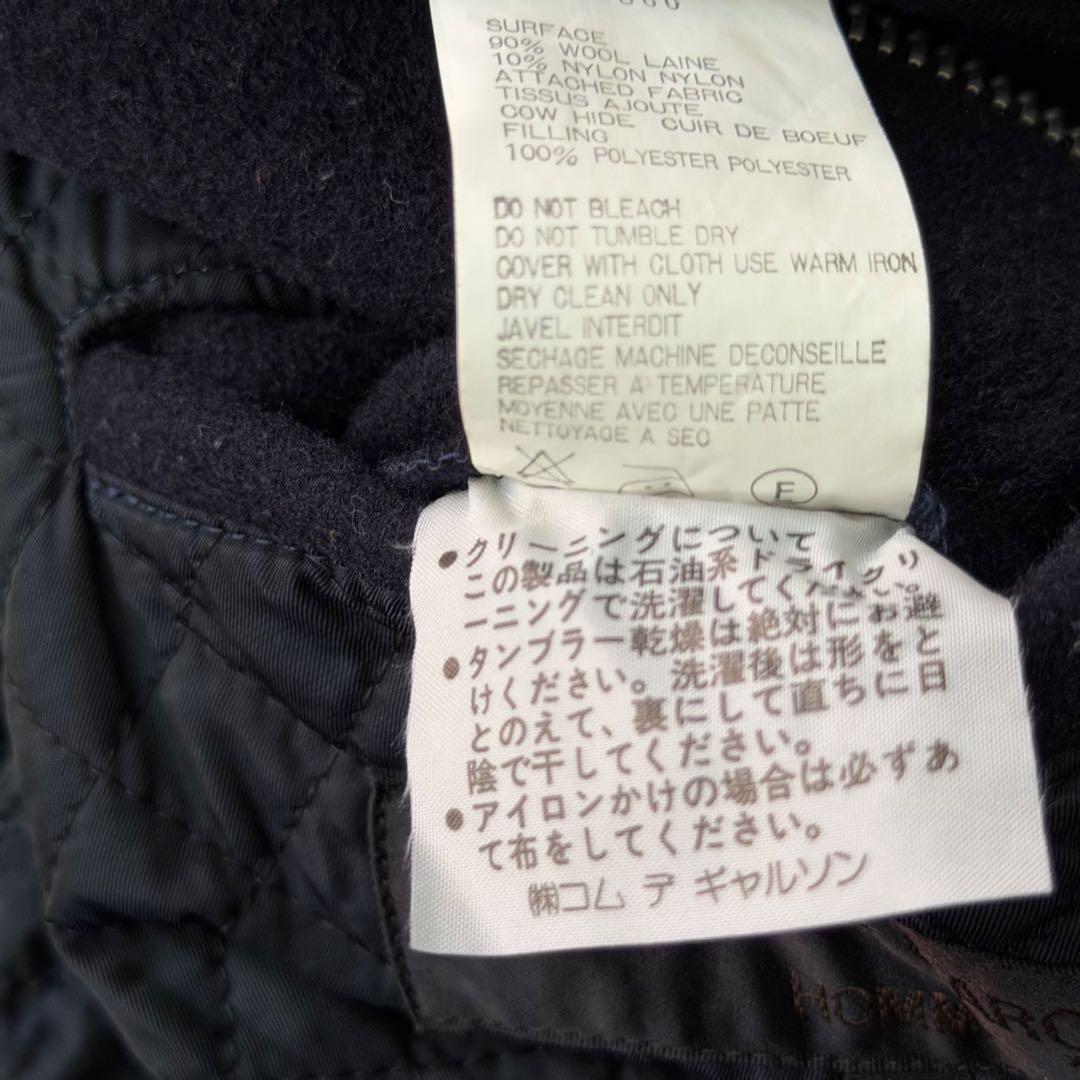 SURFACE
90% WOOL LAINE
10% NYLON NYLON
ATTACHED FABRIC
TISSUS AJOUTE
COW HIDE CUIR DE BOEUF
FILLING
100% POLYESTER POLYESTER
DO NOT BLEACH
DO NOT TUMBLE DRY
COVER WITH CLOTH USE WARM IRON
DRY CLEAN ONLY
JAVEL INTERDIT
SECHAGE MACHINE DECONSEILLE
REPASSER A TEMPERATURE
MOYENNE AVEC UNE PATTE
NETTOYAGE A SEC
F
●クリーニングについて
この製品は石油系ドライクリ
ーニングで洗濯してください。
●タンブラー乾燥は絶対にお避
けください。洗濯後は形をと
とのえて、裏にして直ちに日
陰で干してください。
●アイロンかけの場合は必ずあ
て布をしてください。
㈱コム デ ギャルソン
HOMM